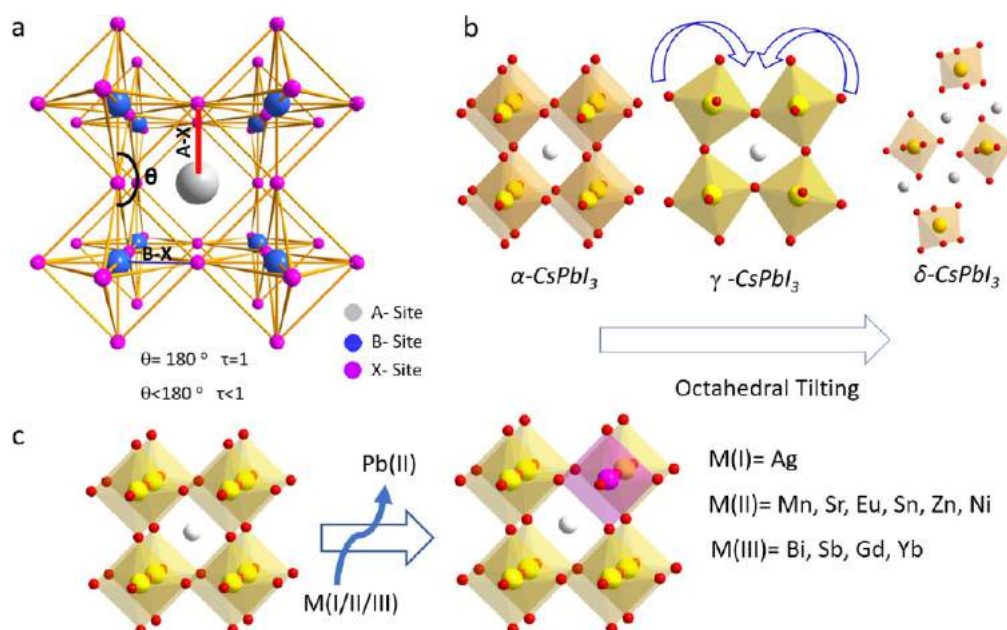 a
A-X
θ
B-X
A- Site
B- Site
X- Site
θ= 180 ° τ=1
θ<180 ° τ<1
b
α-CsPbI₃
γ -CsPbI₃
δ-CsPbI₃
Octahedral Tilting
c
Pb(II)
M(I/II/III)
M(I)= Ag
M(II)= Mn, Sr, Eu, Sn, Zn, Ni
M(III)= Bi, Sb, Gd, Yb